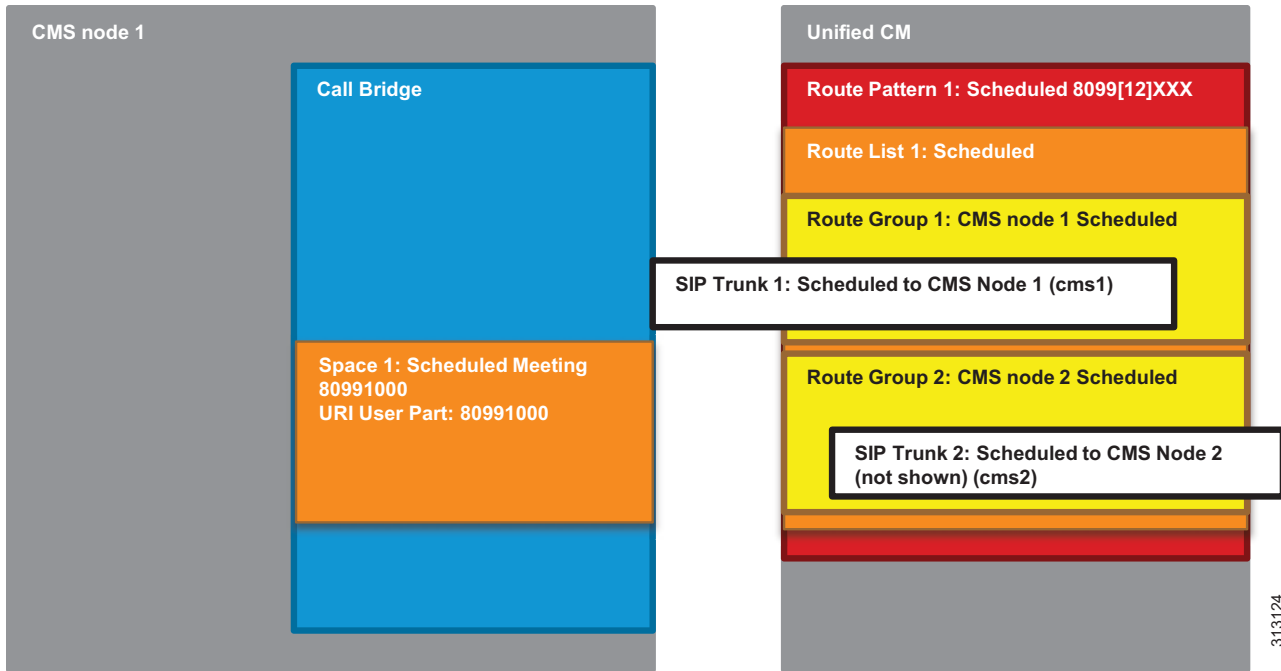 CMS node 1
Call Bridge
Space 1: Scheduled Meeting
80991000
URI User Part: 80991000
Unified CM
Route Pattern 1: Scheduled 8099[12]XXX
Route List 1: Scheduled
Route Group 1: CMS node 1 Scheduled
SIP Trunk 1: Scheduled to CMS Node 1 (cms1)
Route Group 2: CMS node 2 Scheduled
SIP Trunk 2: Scheduled to CMS Node 2
(not shown) (cms2)
313124